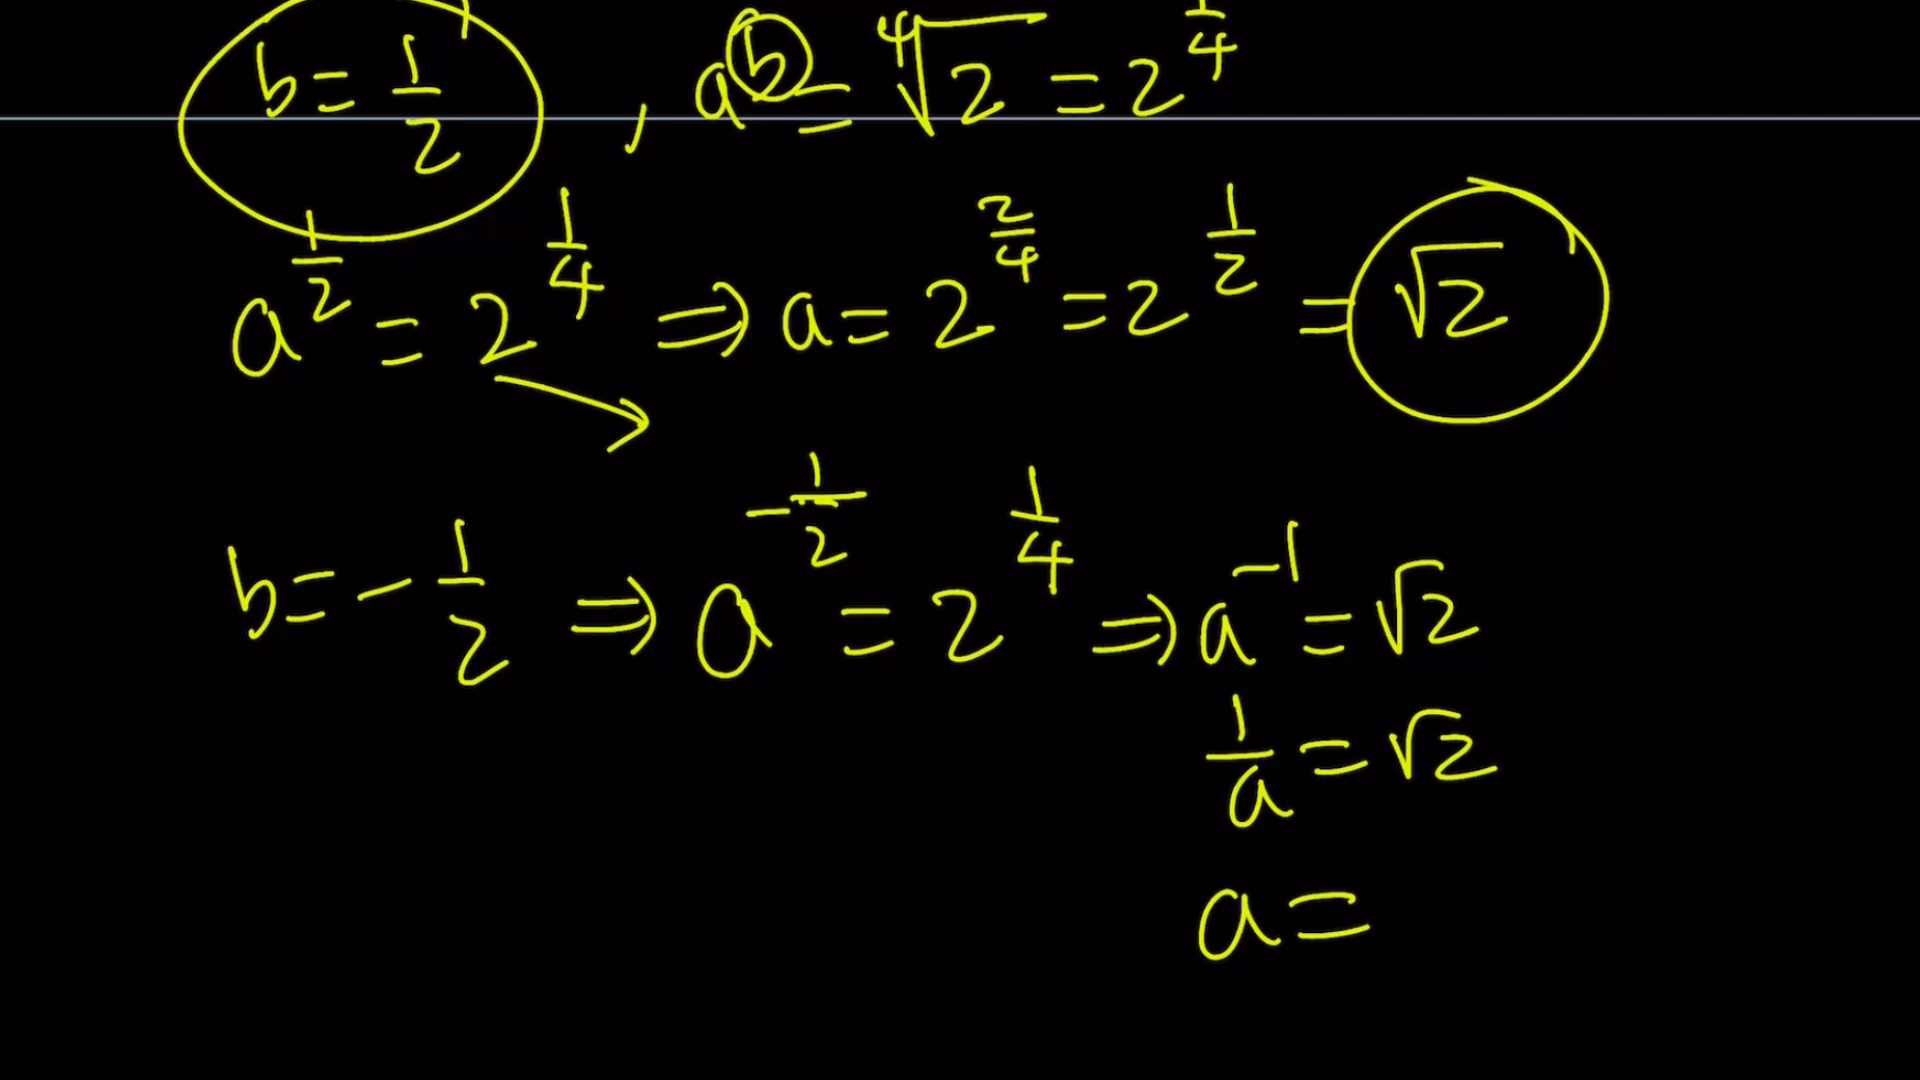 b = 1/2 , a^b = ∜2 = 2^(1/4)
a^(1/2) = 2^(1/4) ⇒ a = 2^(2/4) = 2^(1/2) = √2
b = -1/2 ⇒ a^(-1/2) = 2^(1/4) ⇒ a^(-1) = √2
1/a = √2
a =